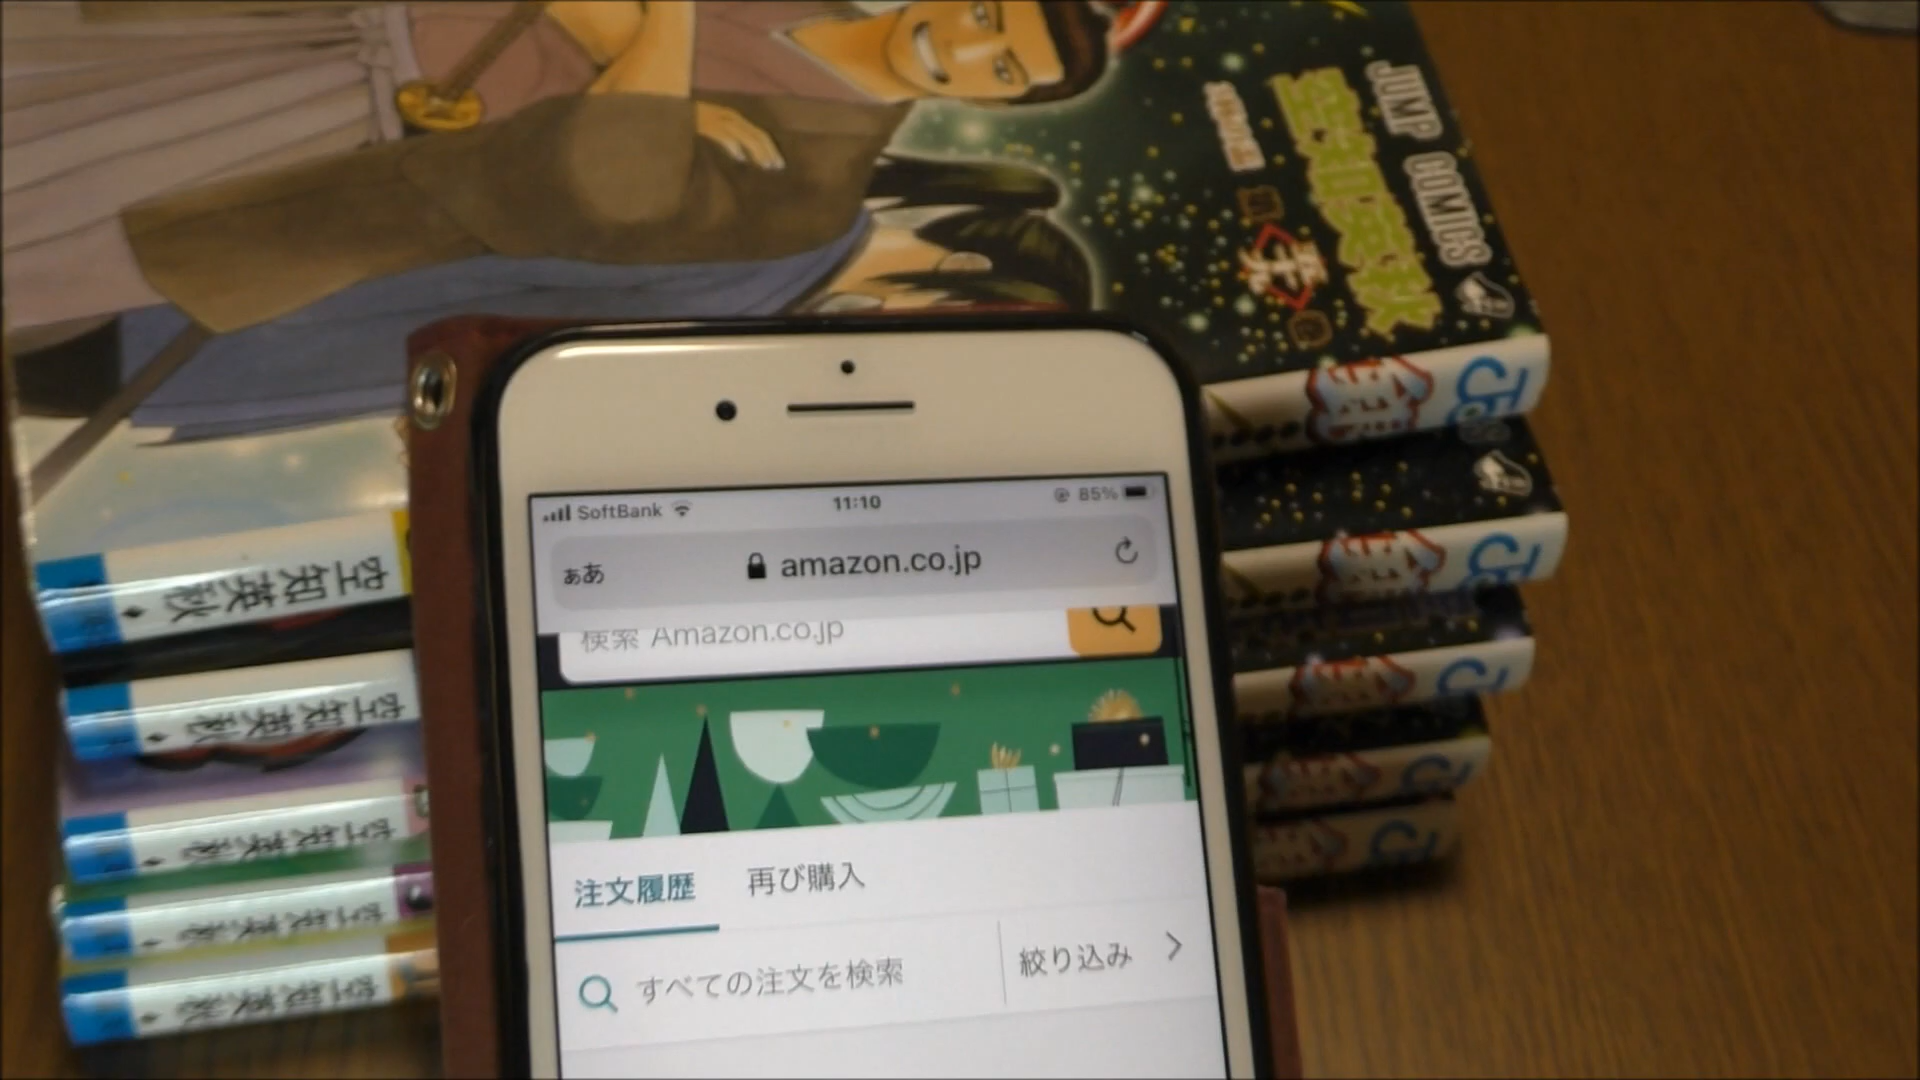 JUMP COMICS
空知英秋
空知英秋
空知英秋
空知英秋
空知英秋
空知英秋
SoftBank
11:10
85%
ぁあ
amazon.co.jp
検索 Amazon.co.jp
注文履歴
再び購入
すべての注文を検索
絞り込み